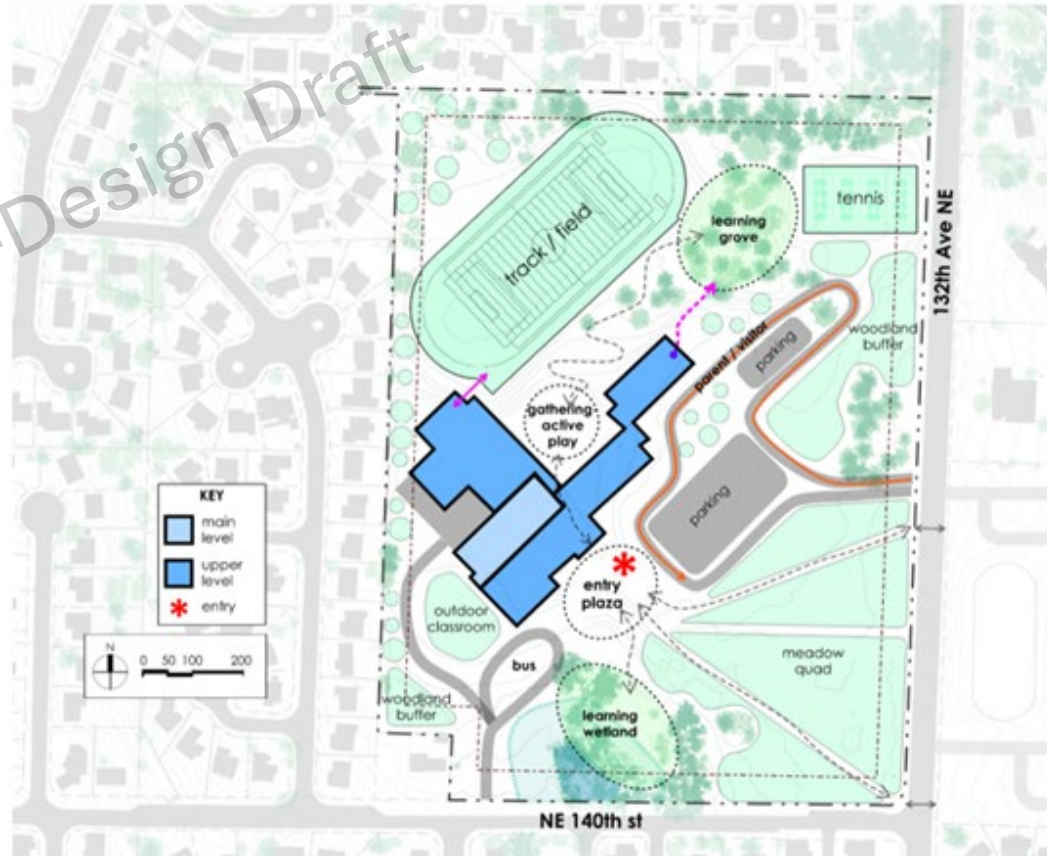 Design Draft
track / field
learning
grove
tennis
132th Ave NE
woodland
buffer
parent / visitor
parking
gathering
active
play
parking
KEY
main
level
upper
level
entry
entry
plaza
outdoor
classroom
N
0 50 100 200
bus
meadow
quad
woodland
buffer
learning
wetland
NE 140th st